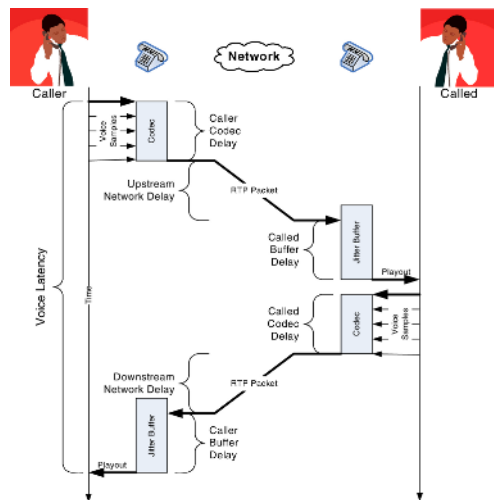 Network
Caller
Called
Codec
Voice
Samples
Caller
Codec
Delay
Upstream
Network Delay
RTP Packet
Called
Buffer
Delay
Jitter Buffer
Playout
Voice Latency
Time
Called
Codec
Delay
Codec
Voice
Samples
Downstream
Network Delay
RTP Packet
Jitter Buffer
Caller
Buffer
Delay
Playout